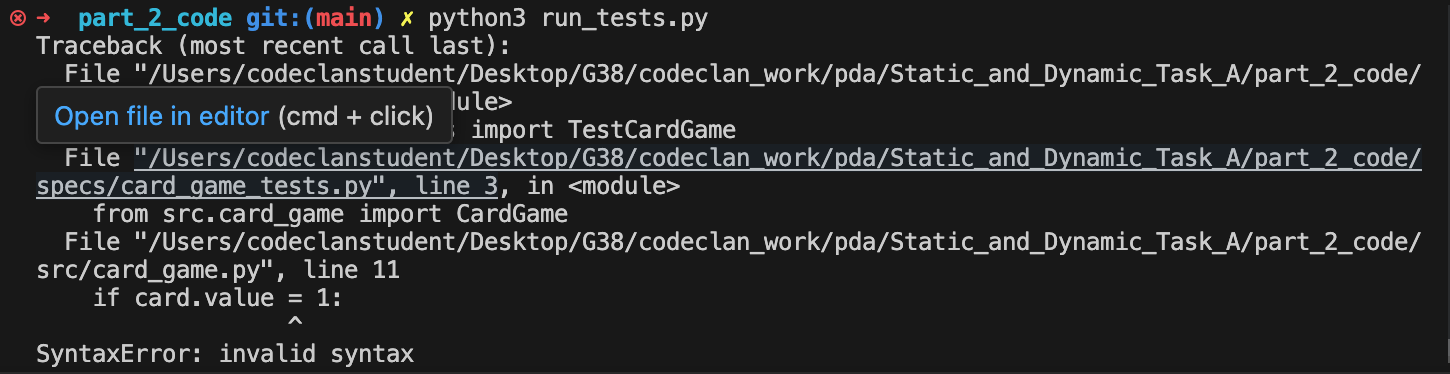 ➜ part_2_code git:(main) ✗ python3 run_tests.py
Traceback (most recent call last):
File "/Users/codeclanstudent/Desktop/G38/codeclan_work/pda/Static_and_Dynamic_Task_A/part_2_code/
Open file in editor (cmd + click)
import TestCardGame
File "/Users/codeclanstudent/Desktop/G38/codeclan_work/pda/Static_and_Dynamic_Task_A/part_2_code/
specs/card_game_tests.py", line 3, in <module>
from src.card_game import CardGame
File "/Users/codeclanstudent/Desktop/G38/codeclan_work/pda/Static_and_Dynamic_Task_A/part_2_code/
src/card_game.py", line 11
if card.value = 1:
^
SyntaxError: invalid syntax